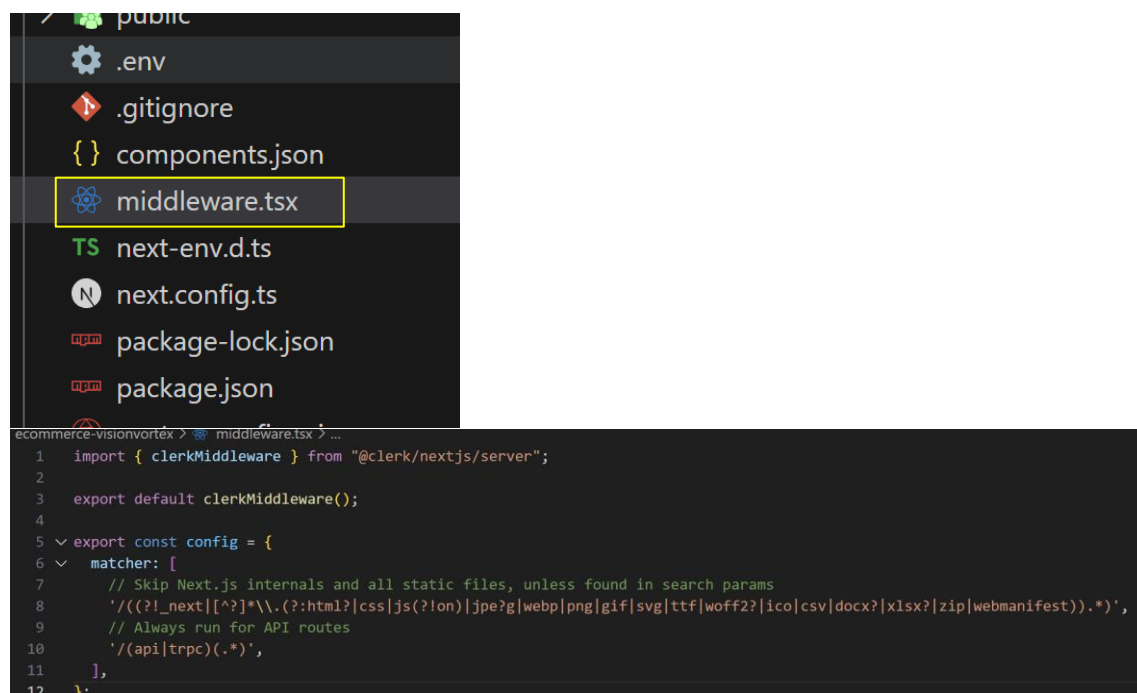 public
.env
.gitignore
{ } components.json
middleware.tsx
TS next-env.d.ts
N next.config.ts
package-lock.json
package.json
ecommerce-visionvortex > middleware.tsx > ...
1 import { clerkMiddleware } from "@clerk/nextjs/server";
2
3 export default clerkMiddleware();
4
5 export const config = {
6 matcher: [
7 // Skip Next.js internals and all static files, unless found in search params
8 '/((?!_next|[^?]*\\.(?:html?|css|js(?!on)|jpe?g|webp|png|gif|svg|ttf|woff2?|ico|csv|docx?|xlsx?|zip|webmanifest)).*)',
9 // Always run for API routes
10 '/(api|trpc)(.*)',
11 ],
12 };